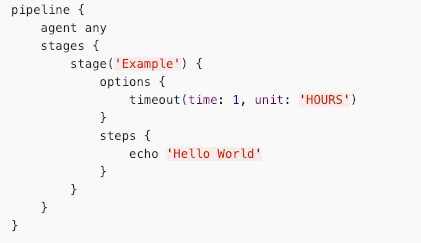 pipeline {
    agent any
    stages {
        stage('Example') {
            options {
                timeout(time: 1, unit: 'HOURS')
            }
            steps {
                echo 'Hello World'
            }
        }
    }
}